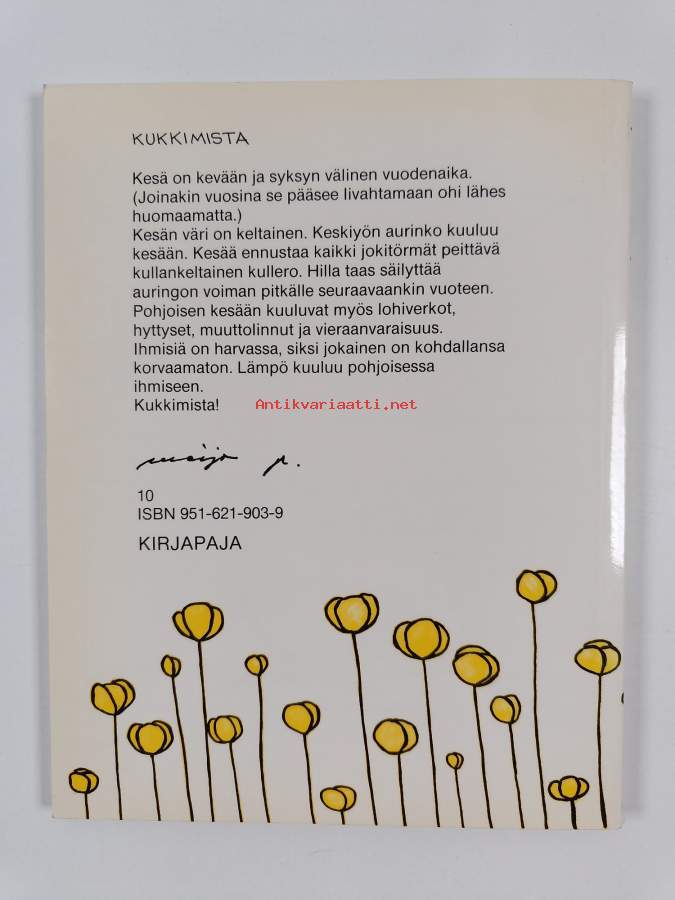 KUKKIMISTA
Kesä on kevään ja syksyn välinen vuodenaika.
(Joinakin vuosina se pääsee livahtamaan ohi lähes
huomaamatta.)
Kesän väri on keltainen. Keskiyön aurinko kuuluu
kesään. Kesää ennustaa kaikki jokitörmät peittävä
kullankeltainen kullero. Hilla taas säilyttää
auringon voiman pitkälle seuraavaankin vuoteen.
Pohjoisen kesään kuuluvat myös lohiverkot,
hyttyset, muuttolinnut ja vieraanvaraisuus.
Ihmisiä on harvassa, siksi jokainen on kohdallansa
korvaamaton. Lämpö kuuluu pohjoisessa
ihmiseen.
Kukkimista! Antikvariaatti.net
meija p.
10
ISBN 951-621-903-9
KIRJAPAJA